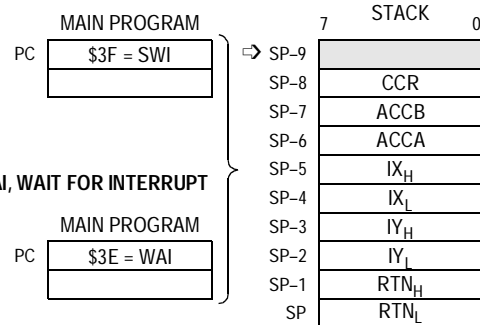 MAIN PROGRAM
PC $3F = SWI
AI, WAIT FOR INTERRUPT
MAIN PROGRAM
PC $3E = WAI
STACK
7 0
SP–9
SP–8 CCR
SP–7 ACCB
SP–6 ACCA
SP–5 IXH
SP–4 IXL
SP–3 IYH
SP–2 IYL
SP–1 RTNH
SP RTNL